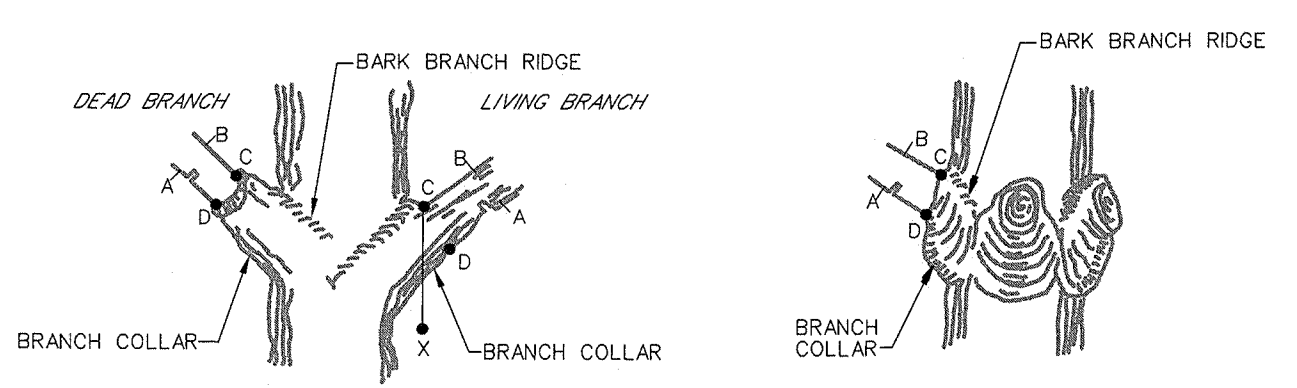 BARK BRANCH RIDGE
DEAD BRANCH
LIVING BRANCH
B
C
A
D
B
C
A
D
X
BRANCH COLLAR
BRANCH COLLAR
BARK BRANCH RIDGE
B
C
A
D
BRANCH
COLLAR